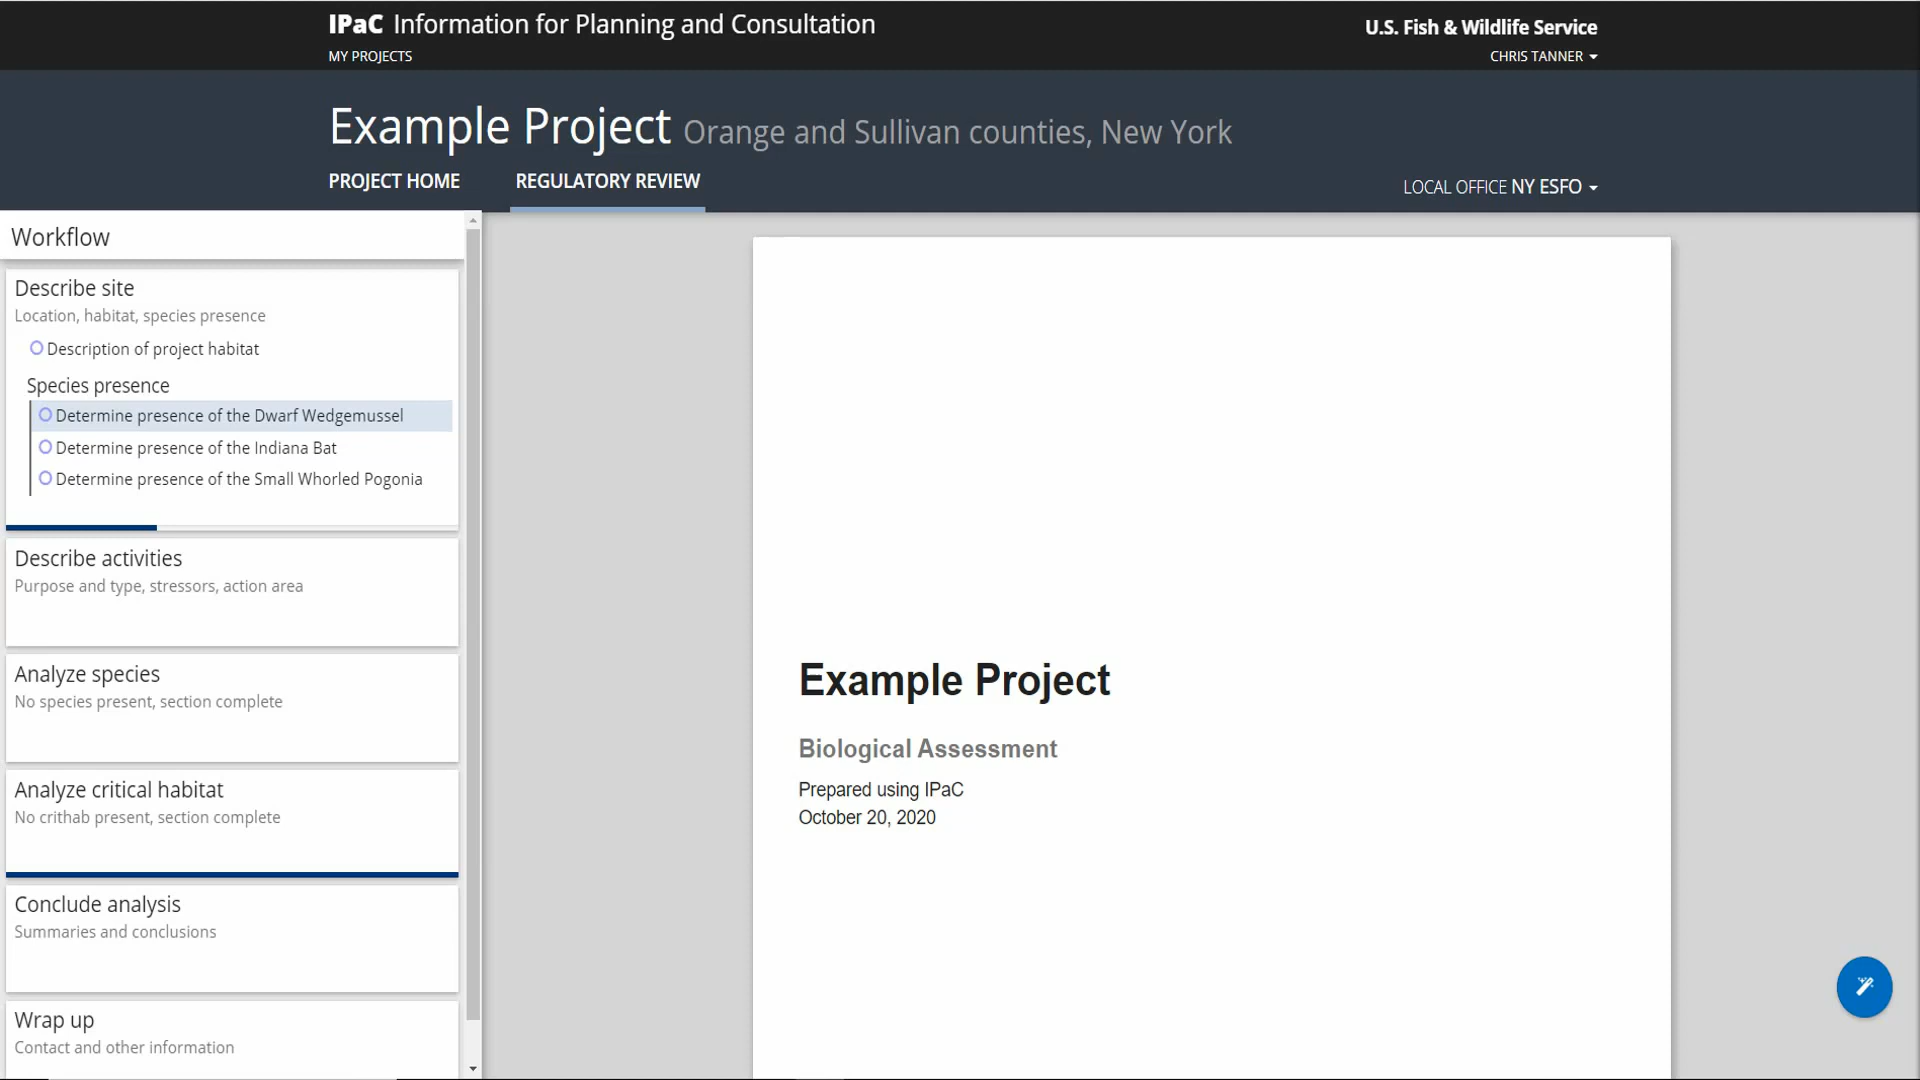 IPaC Information for Planning and Consultation
U.S. Fish & Wildlife Service
MY PROJECTS
CHRIS TANNER
Example Project Orange and Sullivan counties, New York
PROJECT HOME
REGULATORY REVIEW
LOCAL OFFICE NY ESFO
Workflow
Describe site
Location, habitat, species presence
Description of project habitat
Species presence
Determine presence of the Dwarf Wedgemussel
Determine presence of the Indiana Bat
Determine presence of the Small Whorled Pogonia
Describe activities
Purpose and type, stressors, action area
Analyze species
No species present, section complete
Analyze critical habitat
No crithab present, section complete
Conclude analysis
Summaries and conclusions
Wrap up
Contact and other information
Example Project
Biological Assessment
Prepared using IPaC
October 20, 2020